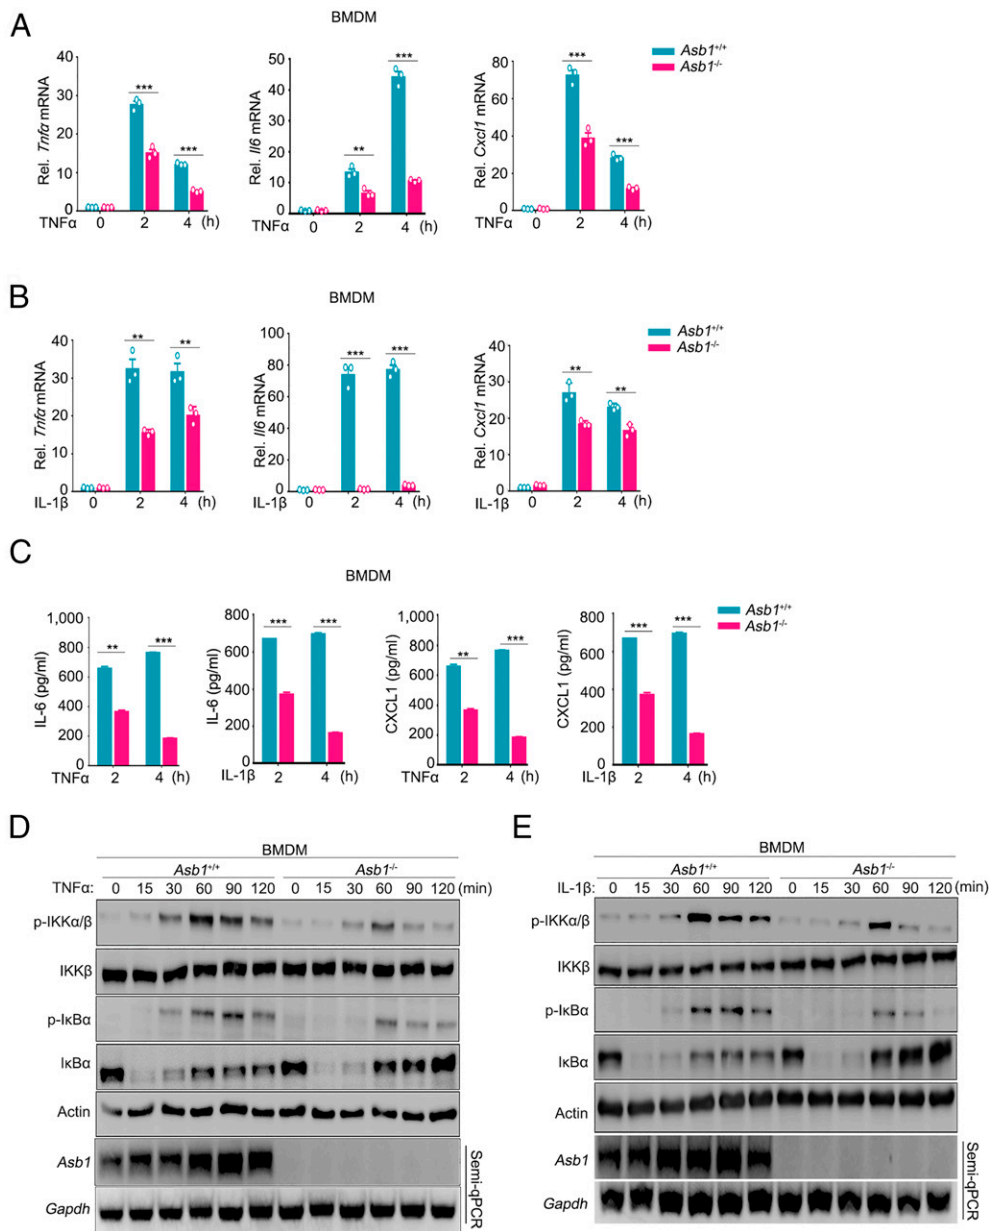 A
BMDM
Asb1+/+
Asb1-/-
Rel. Tnfα mRNA
40
30
20
10
0
*** ***
TNFα 0 2 4 (h)
Rel. Il6 mRNA
50
40
30
20
10
0
** ***
TNFα 0 2 4 (h)
Rel. Cxcl1 mRNA
80
60
40
20
0
*** ***
TNFα 0 2 4 (h)
B
BMDM
Asb1+/+
Asb1-/-
Rel. Tnfα mRNA
40
30
20
10
0
** **
IL-1β 0 2 4 (h)
Rel. Il6 mRNA
100
80
60
40
20
0
*** ***
IL-1β 0 2 4 (h)
Rel. Cxcl1 mRNA
40
30
20
10
0
** **
IL-1β 0 2 4 (h)
C
BMDM
Asb1+/+
Asb1-/-
IL-6 (pg/ml)
1,000
800
600
400
200
0
** ***
TNFα 2 4 (h)
IL-6 (pg/ml)
800
600
400
200
0
*** ***
IL-1β 2 4 (h)
CXCL1 (pg/ml)
1,000
800
600
400
200
0
** ***
TNFα 2 4 (h)
CXCL1 (pg/ml)
800
600
400
200
0
*** ***
IL-1β 2 4 (h)
D
BMDM
Asb1+/+ Asb1-/-
TNFα: 0 15 30 60 90 120 0 15 30 60 90 120 (min)
p-IKKα/β
IKKβ
p-IκBα
IκBα
Actin
Asb1
Gapdh
Semi-qPCR
E
BMDM
Asb1+/+ Asb1-/-
IL-1β: 0 15 30 60 90 120 0 15 30 60 90 120 (min)
p-IKKα/β
IKKβ
p-IκBα
IκBα
Actin
Asb1
Gapdh
Semi-qPCR